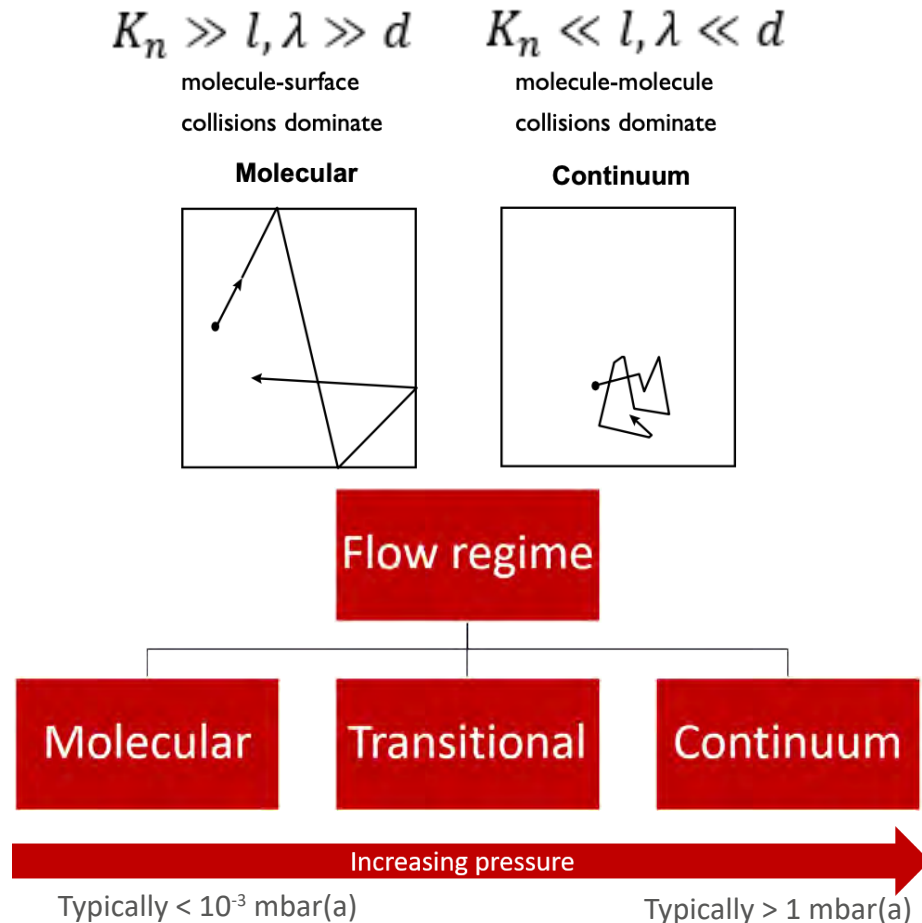 Kₙ ≫ l, λ ≫ d
Kₙ ≪ l, λ ≪ d
molecule-surface
collisions dominate
molecule-molecule
collisions dominate
Molecular
Continuum
Flow regime
Molecular
Transitional
Continuum
Increasing pressure
Typically < 10⁻³ mbar(a)
Typically > 1 mbar(a)